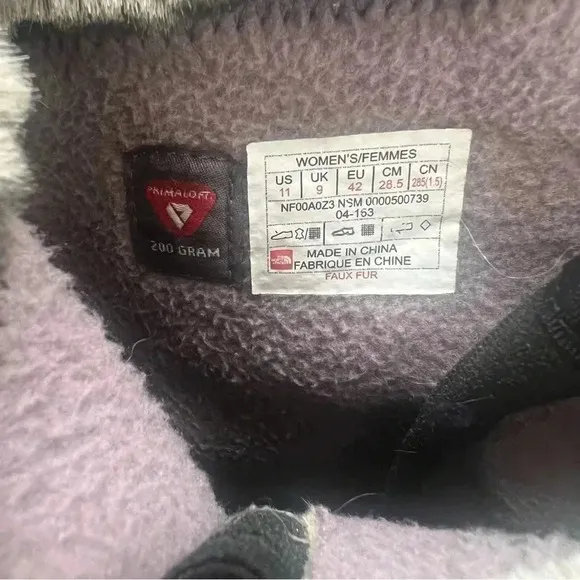 PRIMALOFT
200 GRAM
WOMEN'S/FEMMES
US UK EU CM CN
11 9 42 28.5 285(1.5)
NF00A0Z3 NSM 0000500739
04-163
MADE IN CHINA
FABRIQUE EN CHINE
FAUX FUR